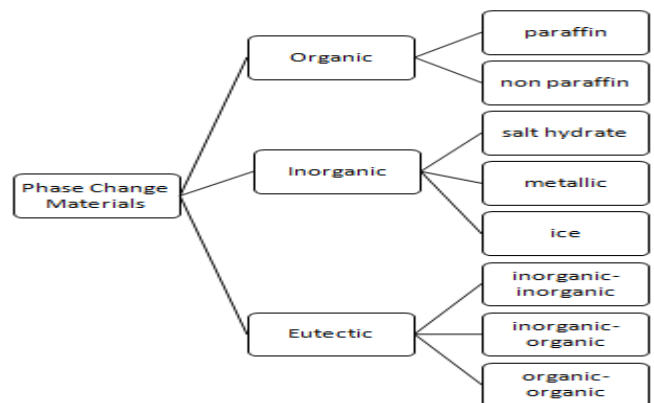 Phase Change
Materials
Organic
paraffin
non paraffin
Inorganic
salt hydrate
metallic
ice
Eutectic
inorganic-
inorganic
inorganic-
organic
organic-
organic